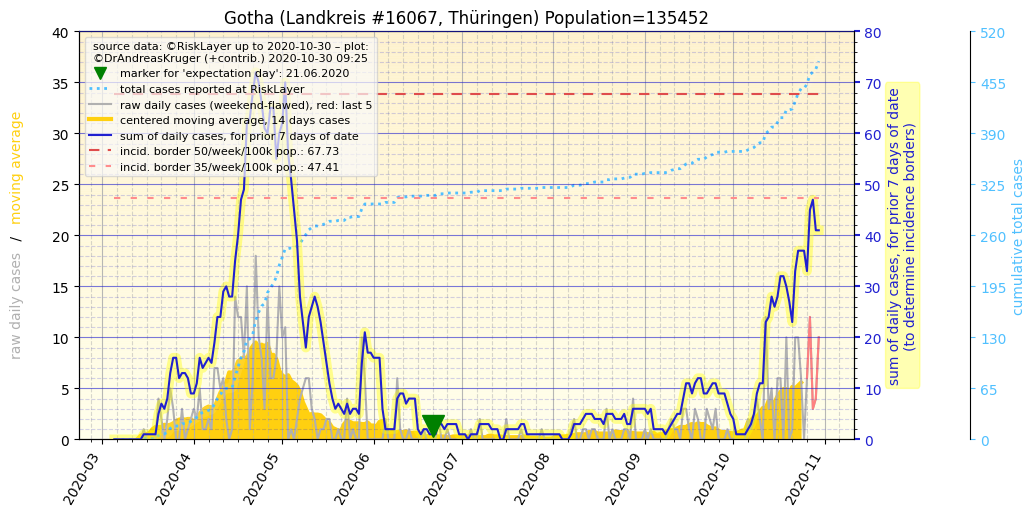 Gotha (Landkreis #16067, Thüringen) Population=135452
source data: ©RiskLayer up to 2020-10-30 – plot:
©DrAndreasKruger (+contrib.) 2020-10-30 09:25
marker for 'expectation day': 21.06.2020
total cases reported at RiskLayer
raw daily cases (weekend-flawed), red: last 5
centered moving average, 14 days cases
sum of daily cases, for prior 7 days of date
incid. border 50/week/100k pop.: 67.73
incid. border 35/week/100k pop.: 47.41
raw daily cases / moving average
40
35
30
25
20
15
10
5
0
80
70
60
50
40
30
20
10
0
sum of daily cases, for prior 7 days of date
(to determine incidence borders)
520
455
390
325
260
195
130
65
0
cumulative total cases
2020-03
2020-04
2020-05
2020-06
2020-07
2020-08
2020-09
2020-10
2020-11